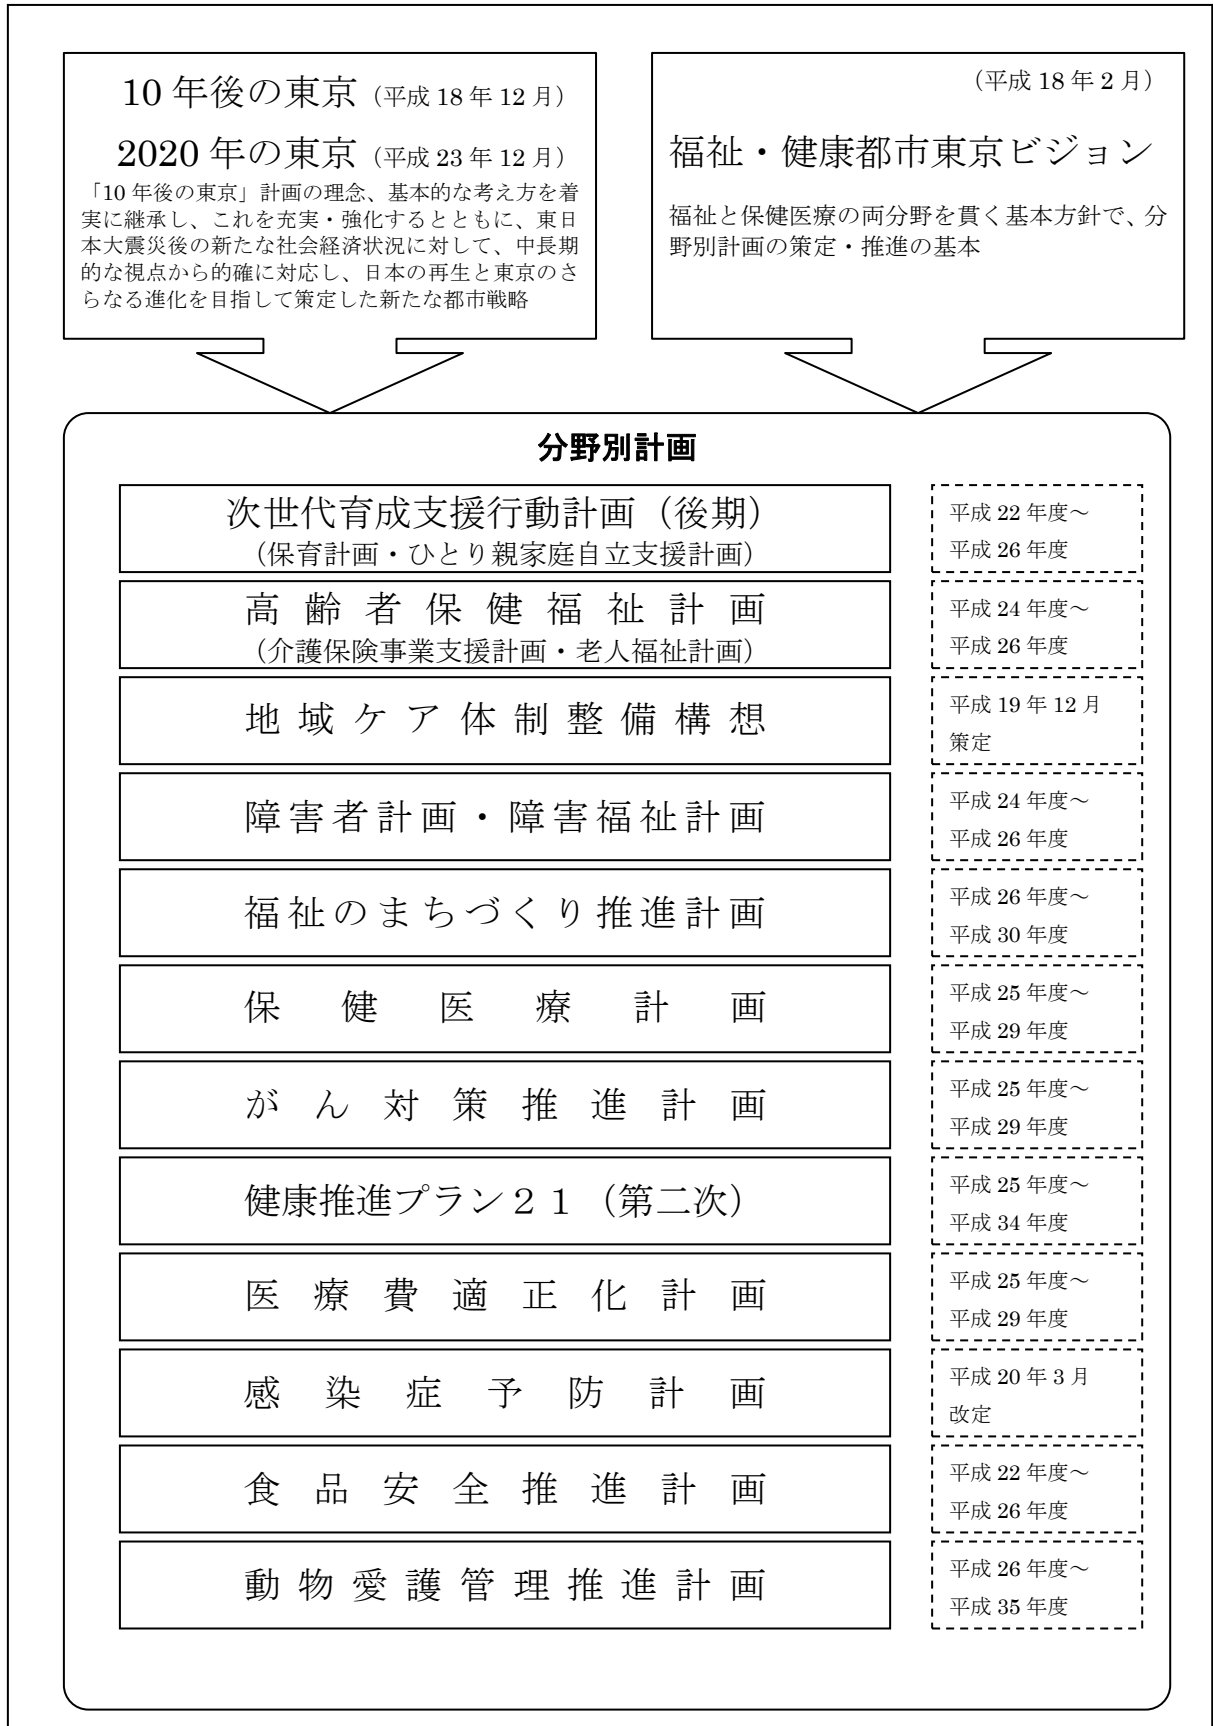 10年後の東京（平成18年12月）
2020年の東京（平成23年12月）
「10年後の東京」計画の理念、基本的な考え方を着
実に継承し、これを充実・強化するとともに、東日
本大震災後の新たな社会経済状況に対して、中長期
的な視点から的確に対応し、日本の再生と東京のさ
らなる進化を目指して策定した新たな都市戦略
（平成18年2月）
福祉・健康都市東京ビジョン
福祉と保健医療の両分野を貫く基本方針で、分
野別計画の策定・推進の基本
分野別計画
次世代育成支援行動計画（後期）
（保育計画・ひとり親家庭自立支援計画）
平成22年度～
平成26年度
高齢者保健福祉計画
（介護保険事業支援計画・老人福祉計画）
平成24年度～
平成26年度
地域ケア体制整備構想
平成19年12月
策定
障害者計画・障害福祉計画
平成24年度～
平成26年度
福祉のまちづくり推進計画
平成26年度～
平成30年度
保健医療計画
平成25年度～
平成29年度
がん対策推進計画
平成25年度～
平成29年度
健康推進プラン２１（第二次）
平成25年度～
平成34年度
医療費適正化計画
平成25年度～
平成29年度
感染症予防計画
平成20年3月
改定
食品安全推進計画
平成22年度～
平成26年度
動物愛護管理推進計画
平成26年度～
平成35年度